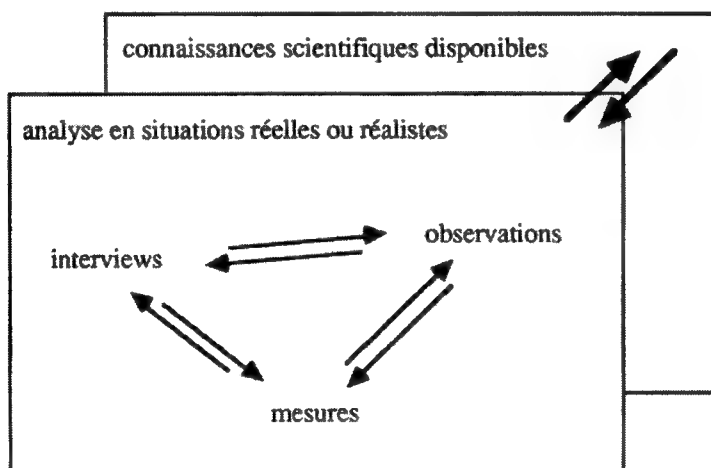 connaissances scientifiques disponibles
analyse en situations réelles ou réalistes
observations
interviews
mesures